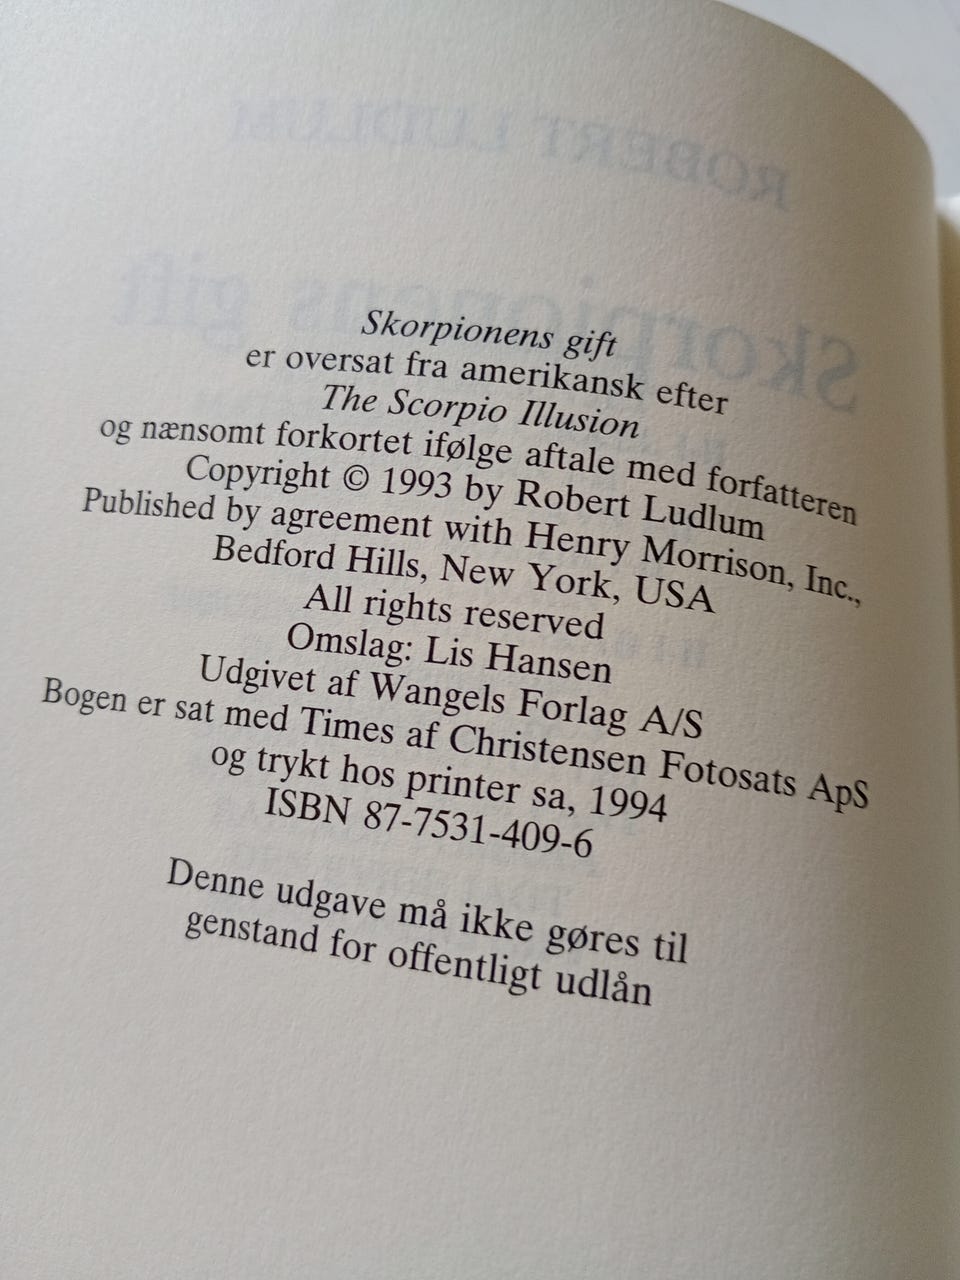 Skorpionens gift
er oversat fra amerikansk efter
The Scorpio Illusion
og nænsomt forkortet ifølge aftale med forfatteren
Copyright © 1993 by Robert Ludlum
Published by agreement with Henry Morrison, Inc.,
Bedford Hills, New York, USA
All rights reserved
Omslag: Lis Hansen
Udgivet af Wangels Forlag A/S
Bogen er sat med Times af Christensen Fotosats ApS
og trykt hos printer sa, 1994
ISBN 87-7531-409-6
Denne udgave må ikke gøres til
genstand for offentligt udlån